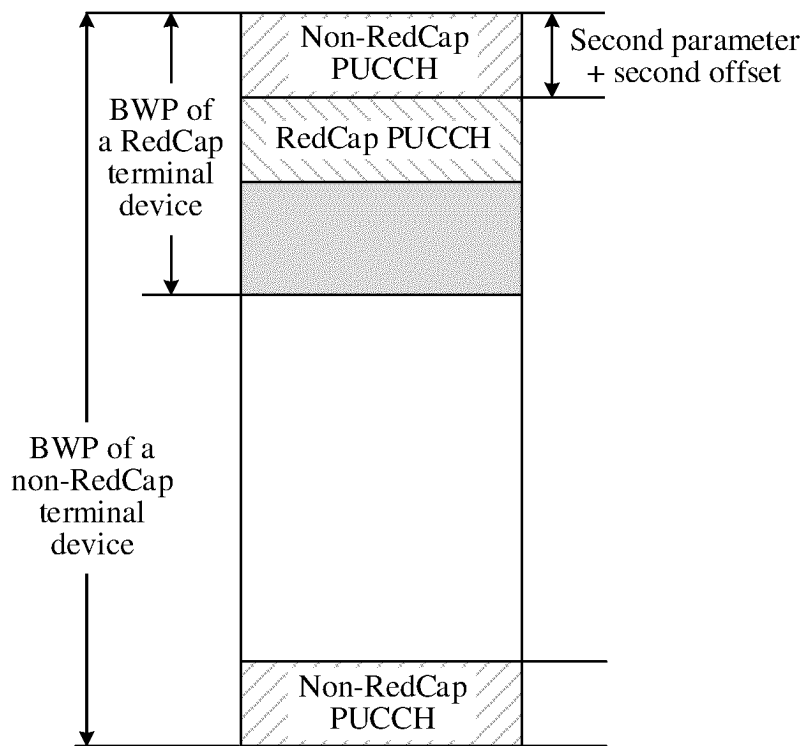 Non-RedCap
PUCCH
Second parameter
+ second offset
BWP of
a RedCap
terminal
device
RedCap PUCCH
BWP of a
non-RedCap
terminal
device
Non-RedCap
PUCCH